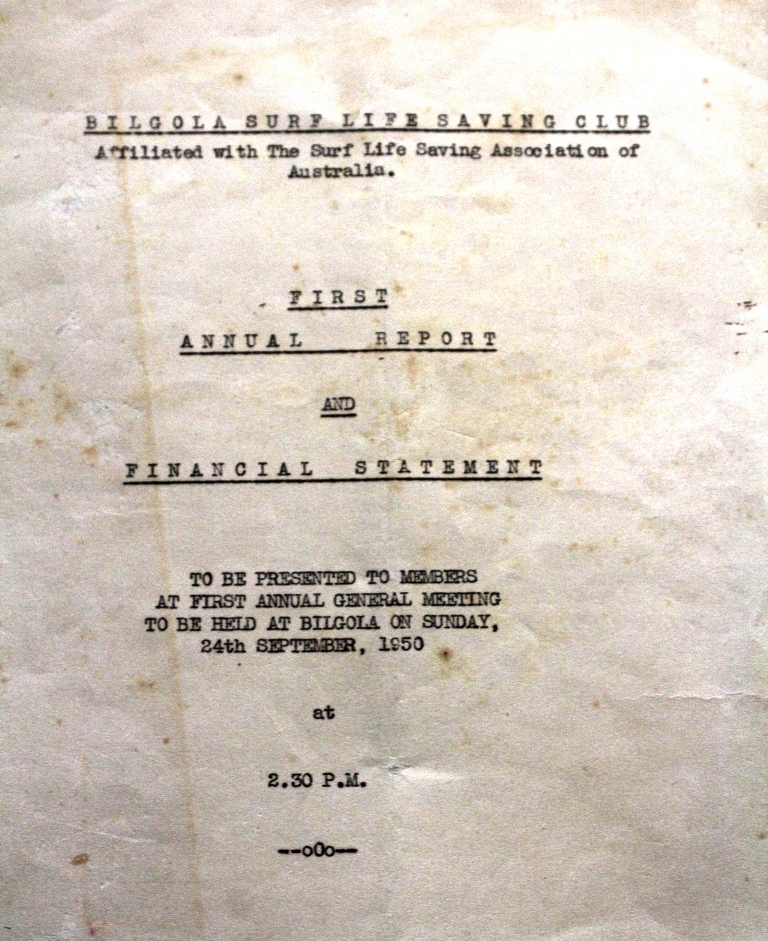 BILGOLA SURF LIFE SAVING CLUB
Affiliated with The Surf Life Saving Association of
Australia.
FIRST
ANNUAL REPORT
AND
FINANCIAL STATEMENT
TO BE PRESENTED TO MEMBERS
AT FIRST ANNUAL GENERAL MEETING
TO BE HELD AT BILGOLA ON SUNDAY,
24th SEPTEMBER, 1950
at
2.30 P.M.
--oOo--